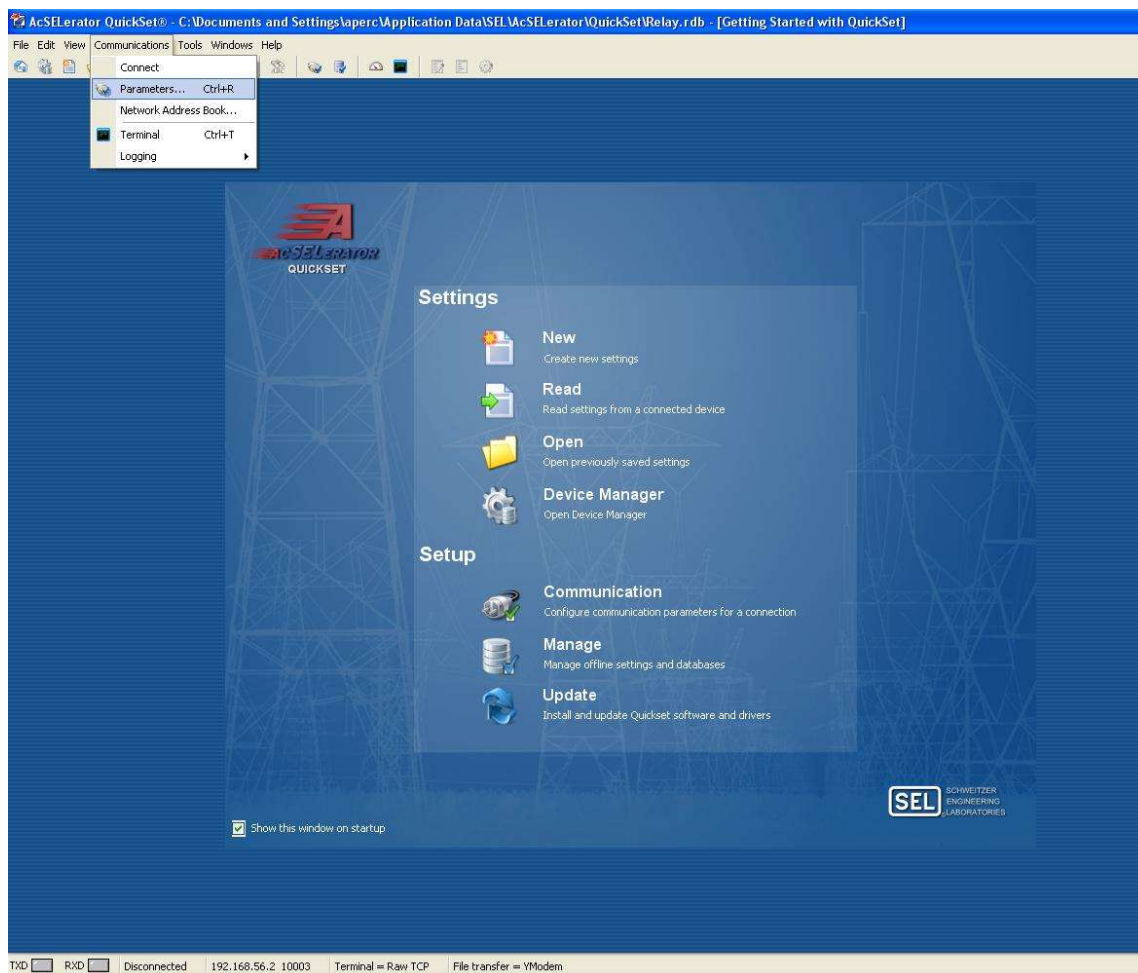 AcSELerator QuickSet® - C:\Documents and Settings\aperc\Application Data\SEL\AcSELerator\QuickSet\Relay.rdb - [Getting Started with QuickSet]
File Edit View Communications Tools Windows Help
Connect
Parameters... Ctrl+R
Network Address Book...
Terminal Ctrl+T
Logging
A
ACSELERATOR
QUICKSET
Settings
New
Create new settings
Read
Read settings from a connected device
Open
Open previously saved settings
Device Manager
Open Device Manager
Setup
Communication
Configure communication parameters for a connection
Manage
Manage offline settings and databases
Update
Install and update Quickset software and drivers
SEL
SCHWEITZER
ENGINEERING
LABORATORIES
Show this window on startup
TXD RXD Disconnected 192.168.56.2 10003 Terminal = Raw TCP File transfer = YModem